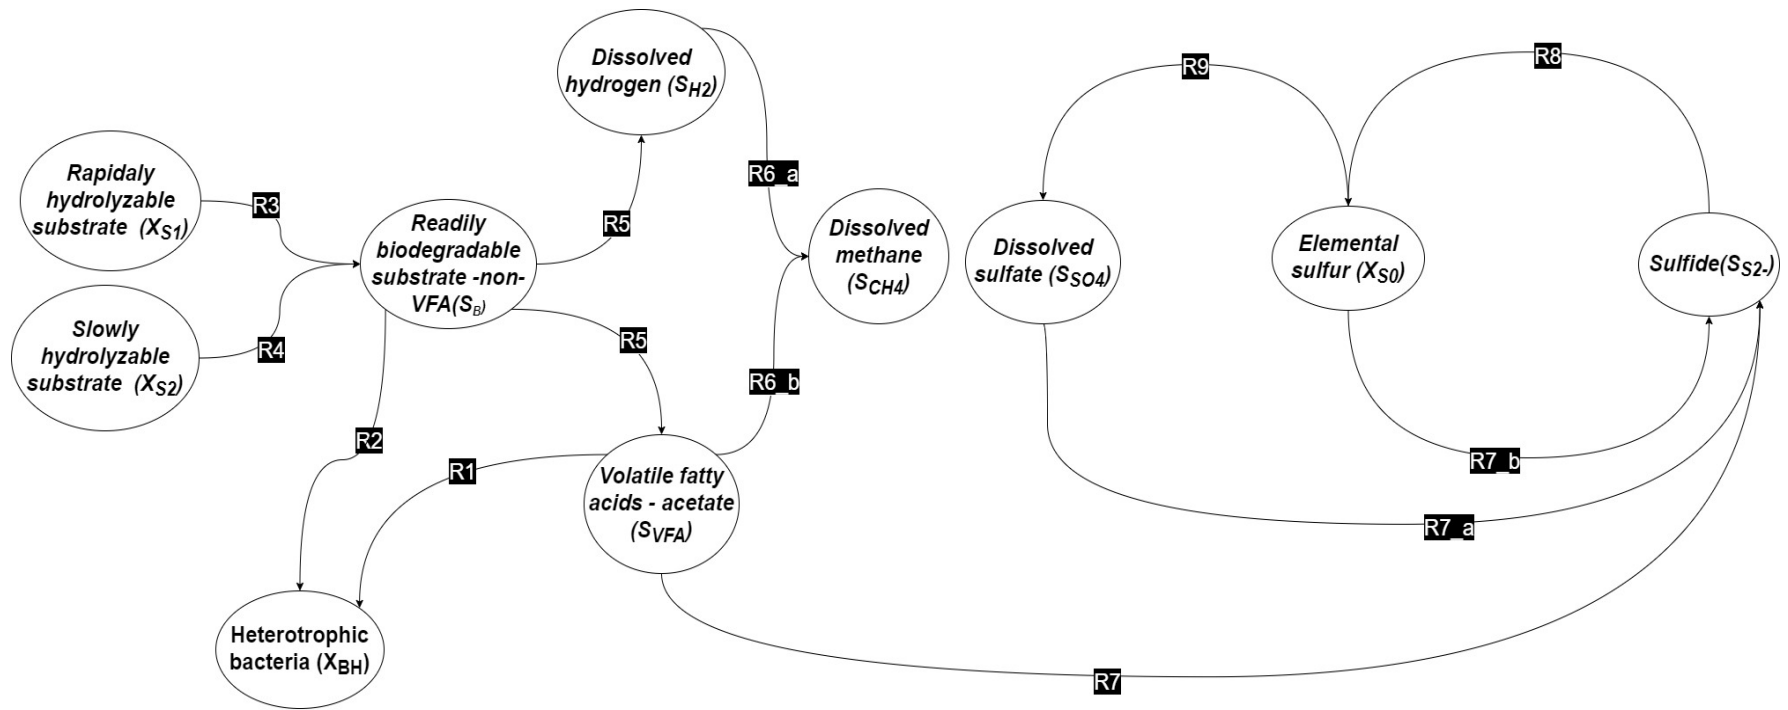 Dissolved
hydrogen (SH2)
R9
R8
Rapidaly
hydrolyzable
substrate (XS1)
R3
R6_a
R5
Readily
biodegradable
substrate -non-
VFA(SB)
Dissolved
methane
(SCH4)
Dissolved
sulfate (SSO4)
Elemental
sulfur (XS0)
Sulfide(SS2-)
Slowly
hydrolyzable
substrate (XS2)
R4
R5
R6_b
R2
R1
Volatile fatty
acids - acetate
(SVFA)
R7_b
R7_a
Heterotrophic
bacteria (XBH)
R7